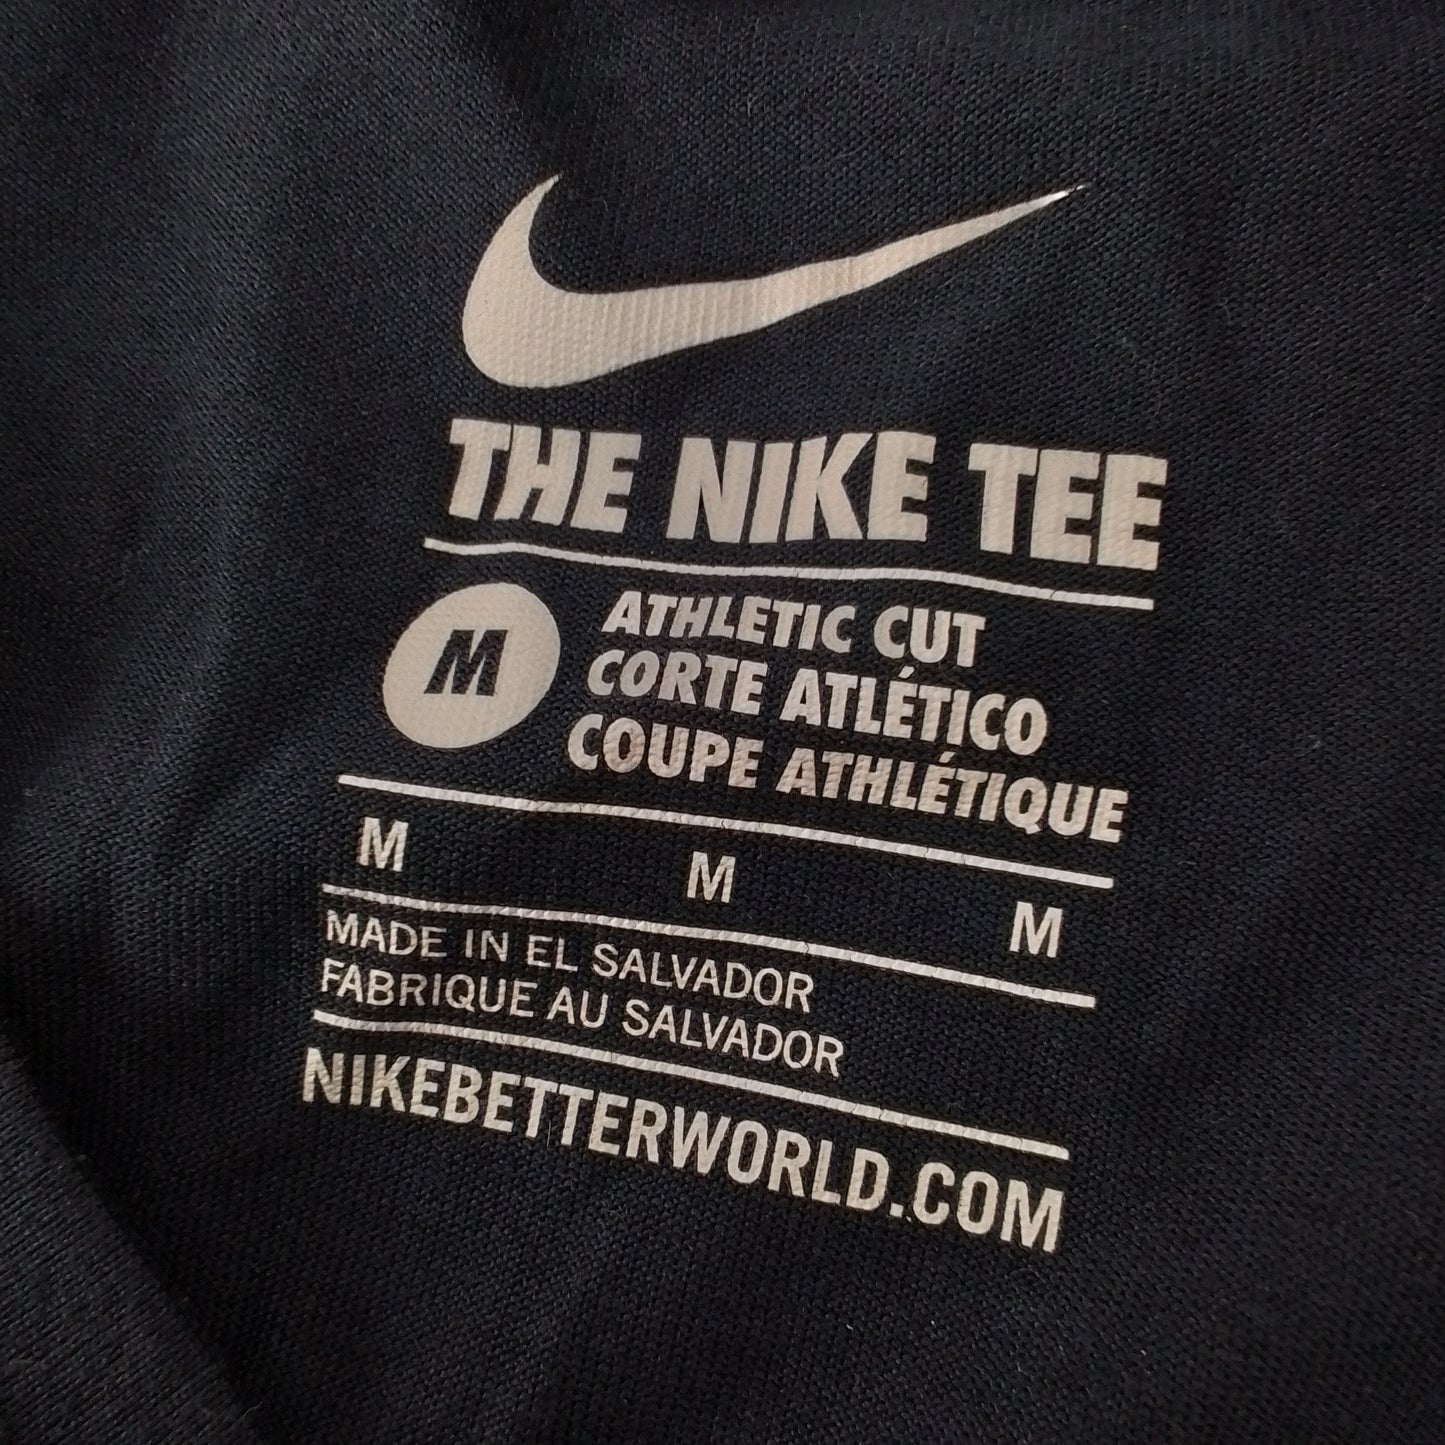 THE NIKE TEE
M
ATHLETIC CUT
CORTE ATLÉTICO
COUPE ATHLÉTIQUE
M M M
MADE IN EL SALVADOR
FABRIQUE AU SALVADOR
NIKEBETTERWORLD.COM